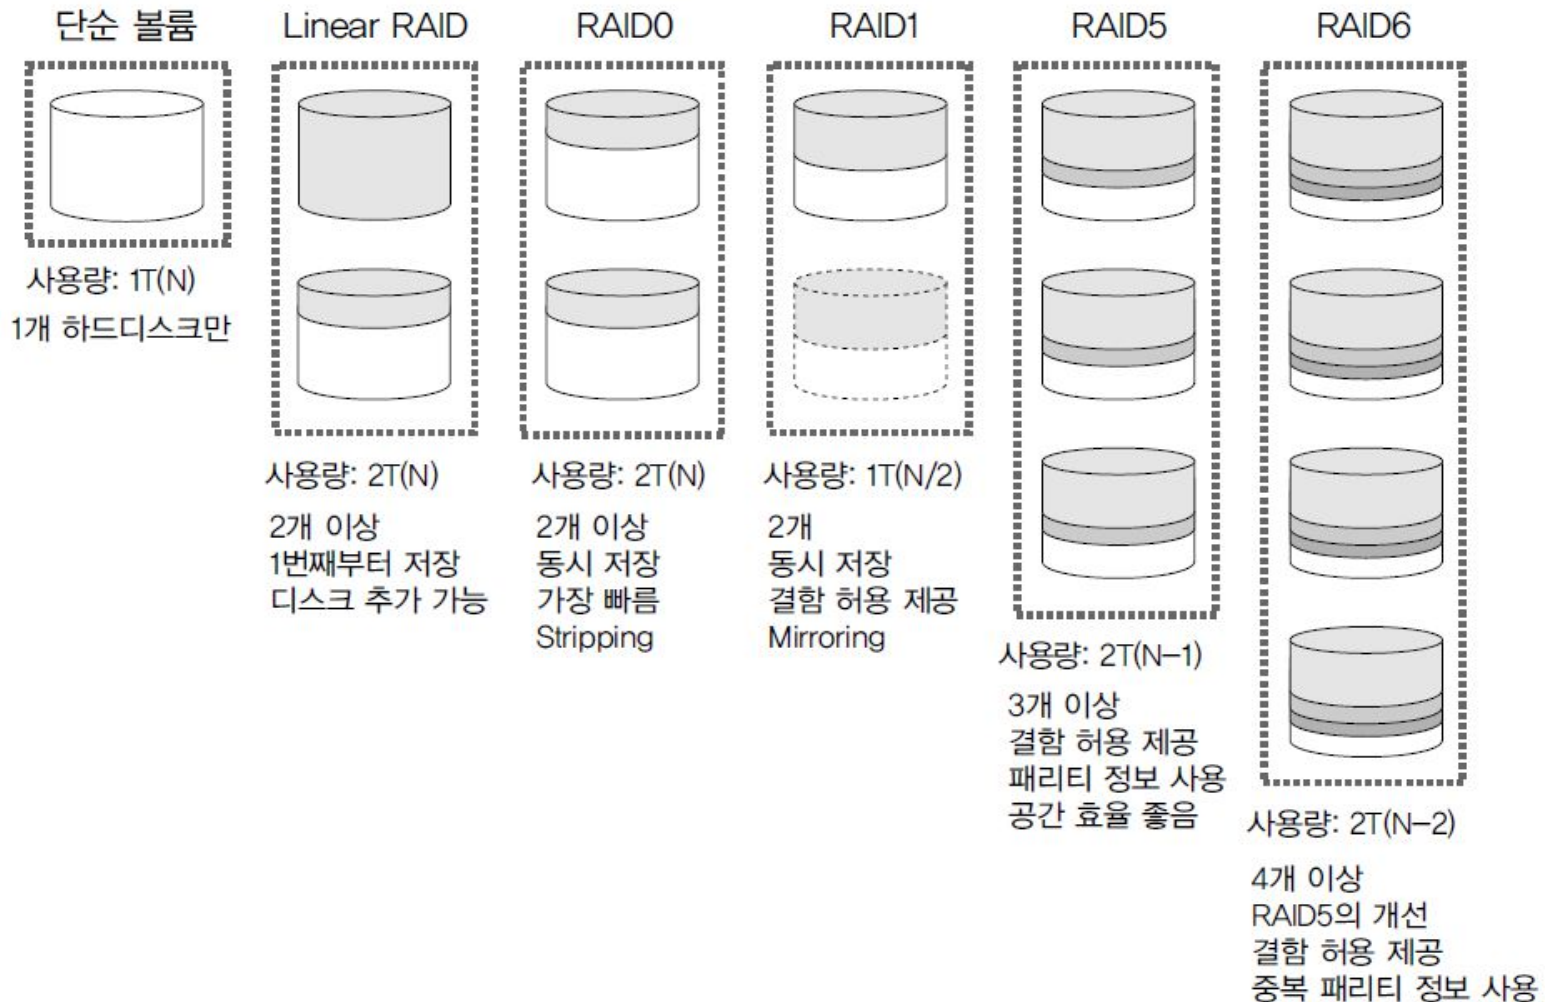 단순 볼륨
사용량: 1T(N)
1개 하드디스크만
Linear RAID
사용량: 2T(N)
2개 이상
1번째부터 저장
디스크 추가 가능
RAID0
사용량: 2T(N)
2개 이상
동시 저장
가장 빠름
Stripping
RAID1
사용량: 1T(N/2)
2개
동시 저장
결함 허용 제공
Mirroring
RAID5
사용량: 2T(N-1)
3개 이상
결함 허용 제공
패리티 정보 사용
공간 효율 좋음
RAID6
사용량: 2T(N-2)
4개 이상
RAID5의 개선
결함 허용 제공
중복 패리티 정보 사용